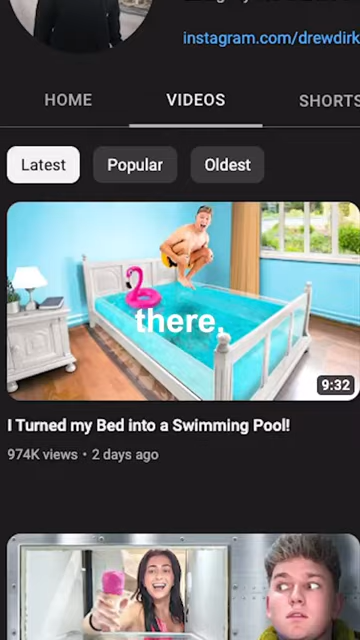 instagram.com/drewdirk
HOME
VIDEOS
SHORTS
Latest
Popular
Oldest
there.
9:32
I Turned my Bed into a Swimming Pool!
974K views • 2 days ago